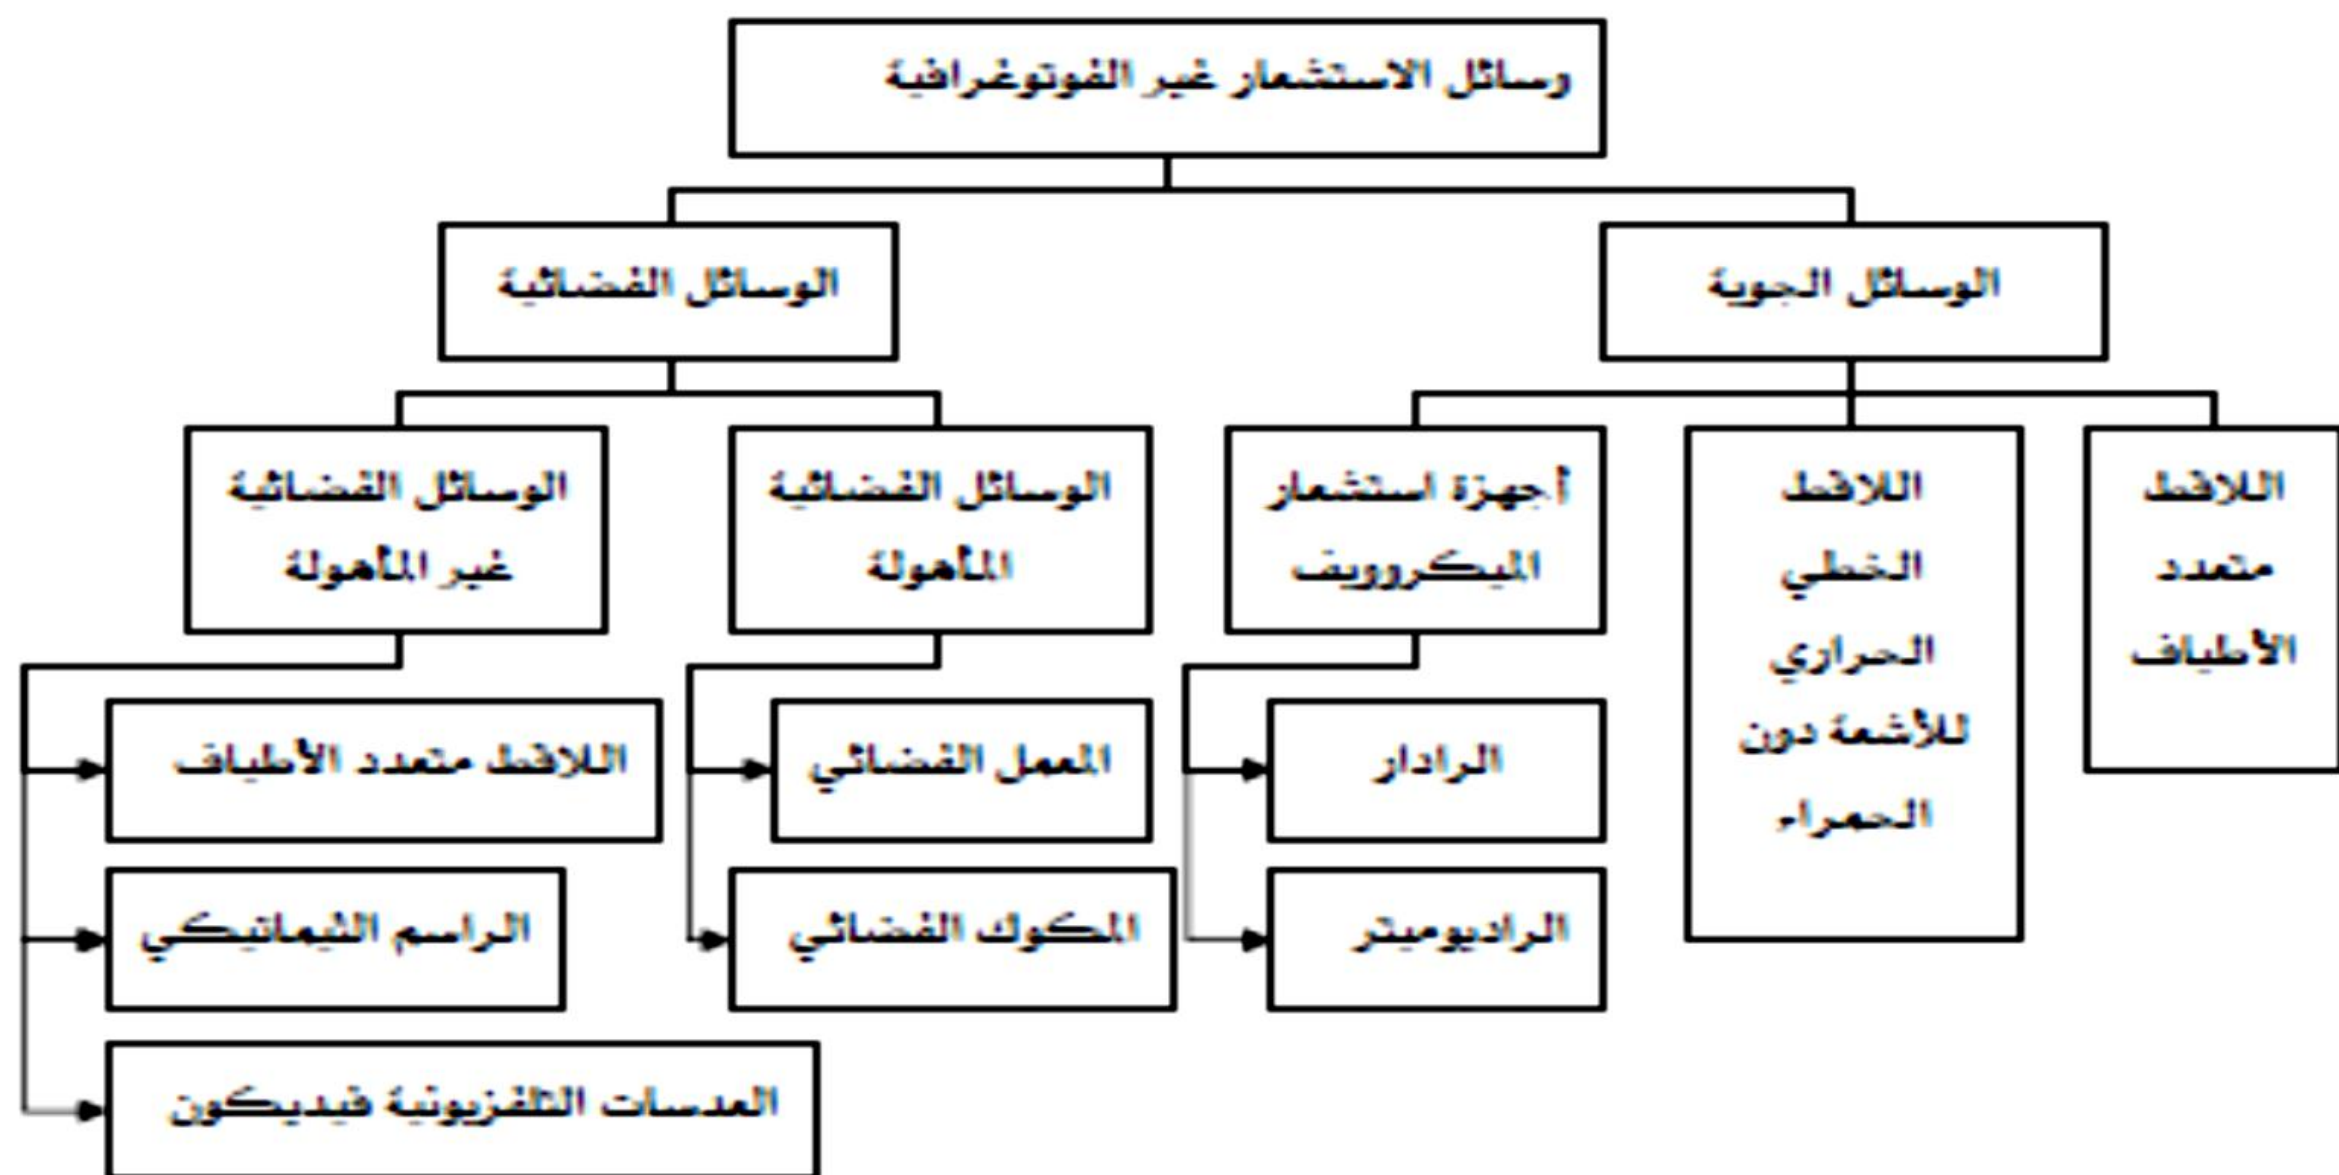 وسائل الاستشعار غير الفوتوغرافية
الوسائل الجوية
الوسائل الفضائية
اللاقط
متعدد
الأطياف
اللاقط
الخطي
الحراري
للأشعة دون
الحمراء
أجهزة استشعار
الميكروويف
الرادار
الراديوميتر
الوسائل الفضائية
المأهولة
المعمل الفضائي
المكوك الفضائي
الوسائل الفضائية
غير المأهولة
اللاقط متعدد الأطياف
الراسم الثيماتيكي
العدسات التلفزيونية فيديكون